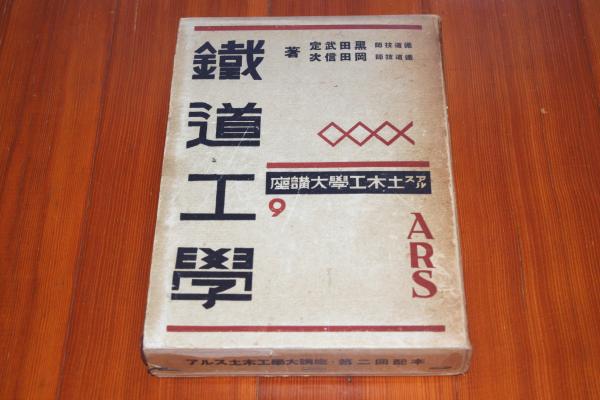 鐵道工學
鐵道技師 黑田武定
鐵道技師 岡田信次
著
アルス土木工學大講座
9
ARS
アルス土木工學大講座・第二回配本